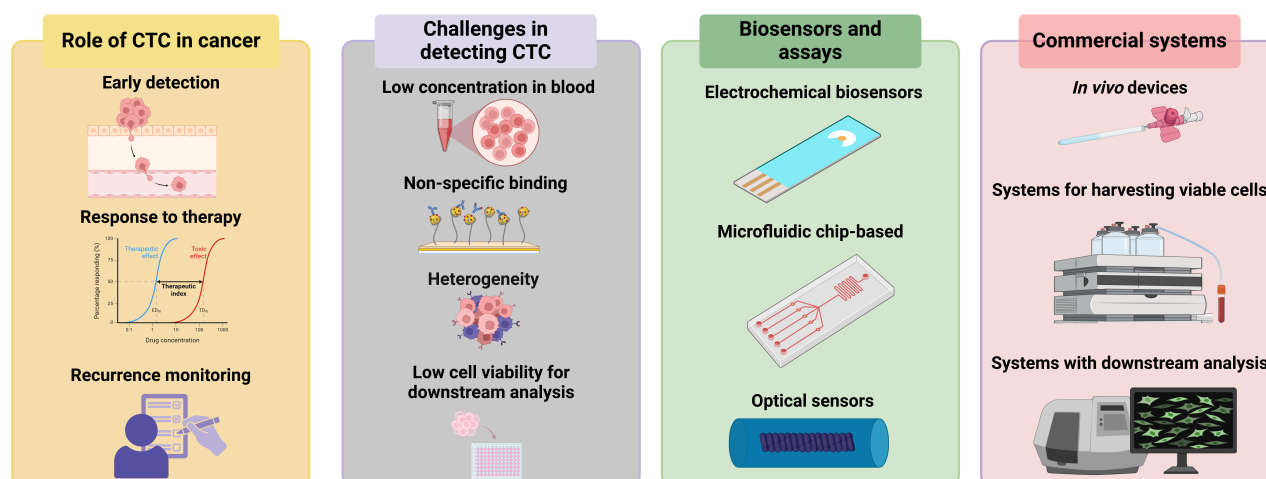 Role of CTC in cancer
Early detection
Response to therapy
Percentage responding (%)
100
75
50
25
0
Therapeutic
effect
Toxic
effect
Therapeutic
index
ED₅₀
TD₅₀
0.1
1
10
100
1000
Drug concentration
Recurrence monitoring
Challenges in
detecting CTC
Low concentration in blood
Non-specific binding
Heterogeneity
Low cell viability for
downstream analysis
Biosensors and
assays
Electrochemical biosensors
Microfluidic chip-based
Optical sensors
Commercial systems
In vivo devices
Systems for harvesting viable cells
Systems with downstream analysis